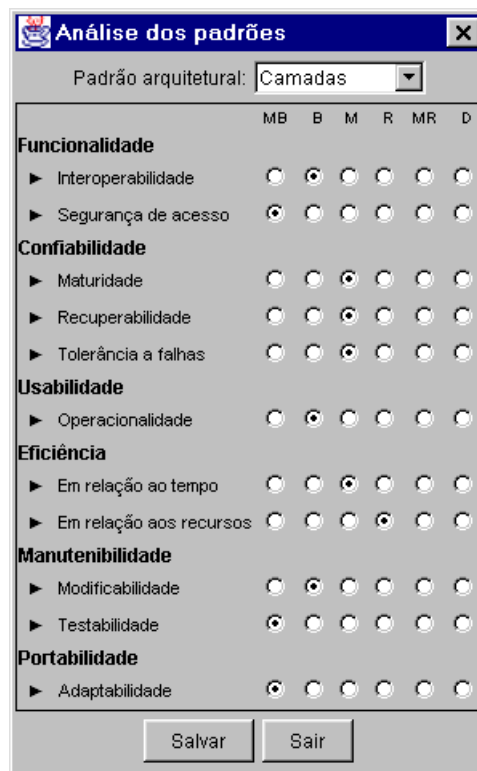 Análise dos padrões
Padrão arquitetural: Camadas
MB B M R MR D
Funcionalidade
Interoperabilidade
Segurança de acesso
Confiabilidade
Maturidade
Recuperabilidade
Tolerância a falhas
Usabilidade
Operacionalidade
Eficiência
Em relação ao tempo
Em relação aos recursos
Manutenibilidade
Modificabilidade
Testabilidade
Portabilidade
Adaptabilidade
Salvar Sair